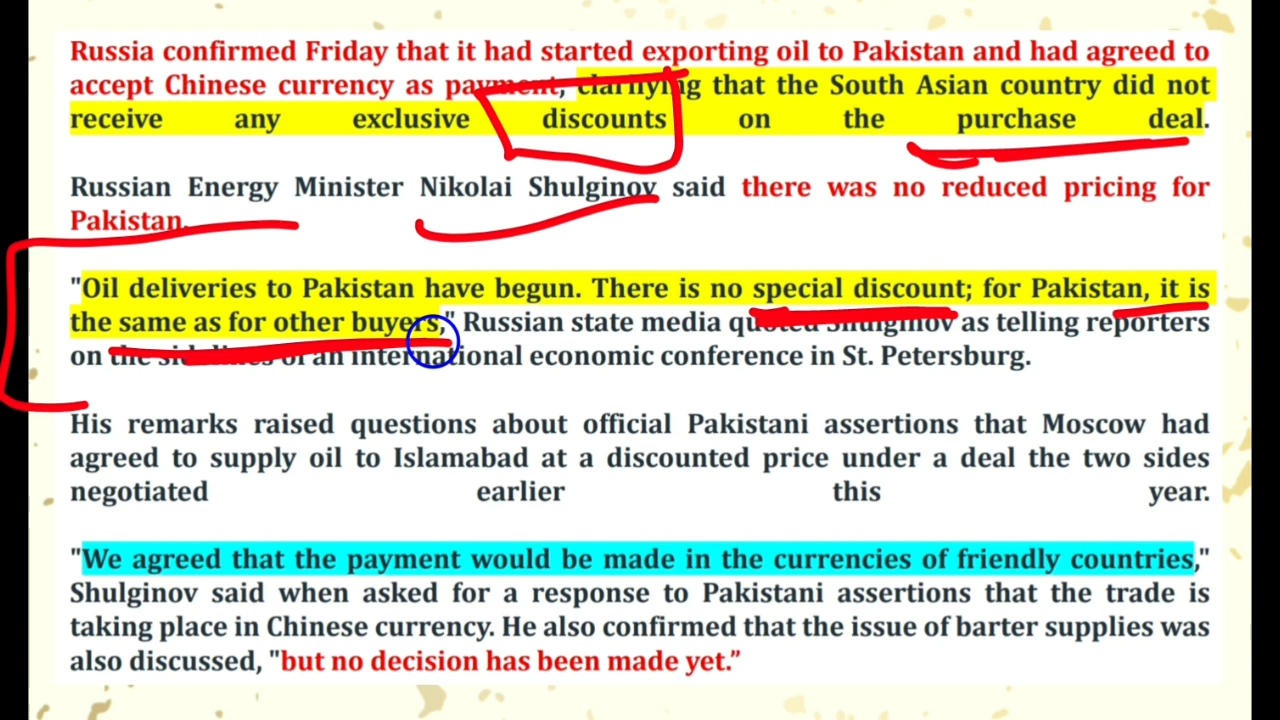 Russia confirmed Friday that it had started exporting oil to Pakistan and had agreed to
accept Chinese currency as payment, clarifying that the South Asian country did not
receive any exclusive discounts on the purchase deal.
Russian Energy Minister Nikolai Shulginov said there was no reduced pricing for
Pakistan.
"Oil deliveries to Pakistan have begun. There is no special discount; for Pakistan, it is
the same as for other buyers," Russian state media quoted Shulginov as telling reporters
on the sidelines of an international economic conference in St. Petersburg.
His remarks raised questions about official Pakistani assertions that Moscow had
agreed to supply oil to Islamabad at a discounted price under a deal the two sides
negotiated earlier this year.
"We agreed that the payment would be made in the currencies of friendly countries,"
Shulginov said when asked for a response to Pakistani assertions that the trade is
taking place in Chinese currency. He also confirmed that the issue of barter supplies was
also discussed, "but no decision has been made yet.”